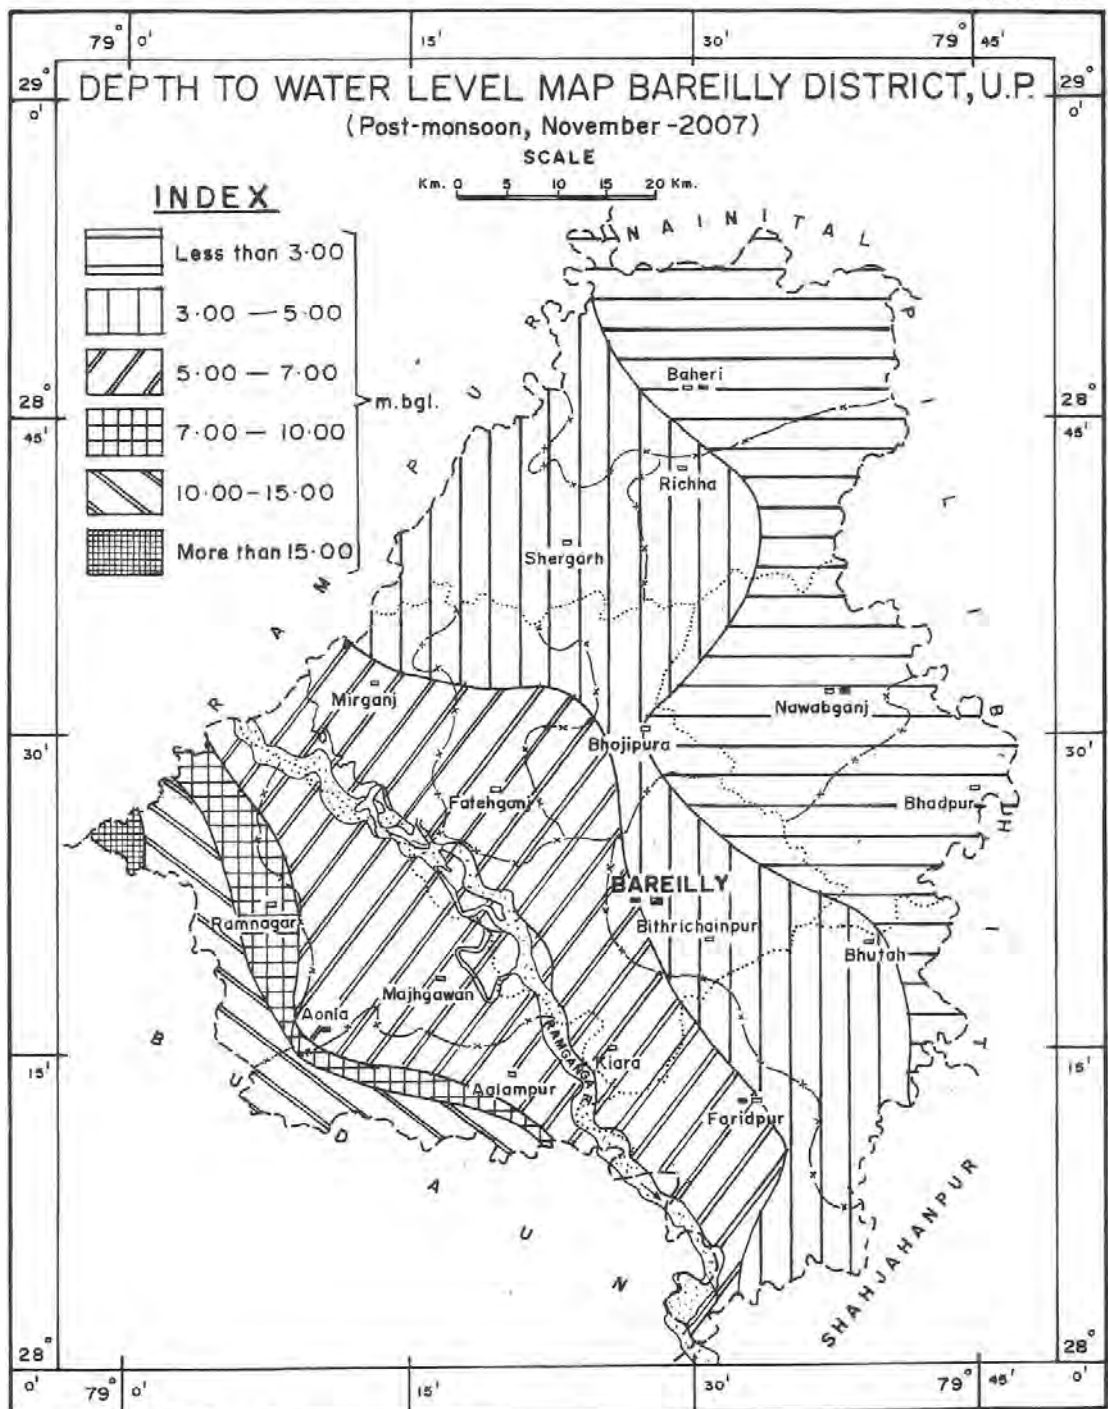 79° 0' 15' 30' 79° 45'
29° 0' 29° 0'
DEPTH TO WATER LEVEL MAP BAREILLY DISTRICT, U.P.
(Post-monsoon, November-2007)
SCALE
Km. 0 5 10 15 20 Km.
INDEX
Less than 3·00
3·00 — 5·00
5·00 — 7·00
7·00 — 10·00
10·00-15·00
More than 15·00
m.bgl.
NAINITAL
RAMPUR
PILIBHIT
Baheri
28° 45' 28° 45'
Richha
Shergarh
Mirganj
Nawabganj
30' 30'
Bhojipura
Fatehganj
Bhadpur
BAREILLY
Ramnagar
Bithrichainpur
Bhutah
Majhgawan
Aonla
RAMGANGA R.
Kiara
15' 15'
Aalampur
Faridpur
BUDAUN
SHAHJAHANPUR
28° 0' 28° 0'
79° 0' 15' 30' 79° 45'